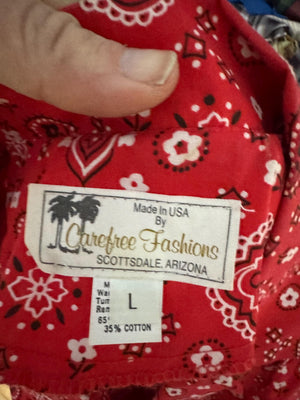 Made In USA
By
Carefree Fashions
SCOTTSDALE, ARIZONA
L
35% COTTON